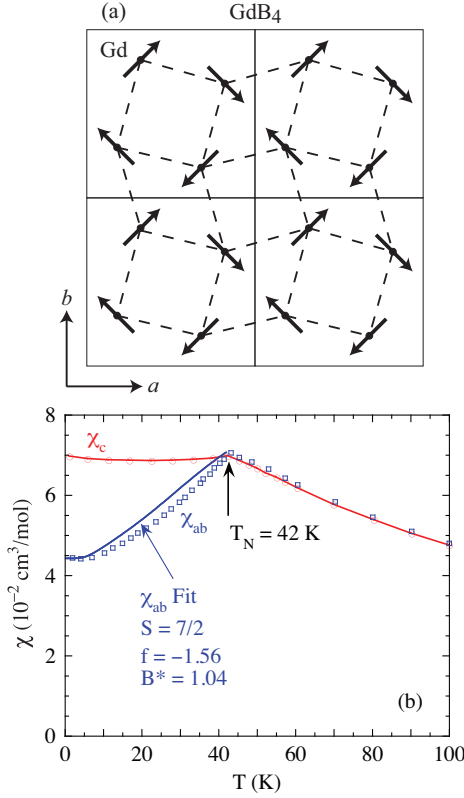 (a) GdB₄
Gd
b
a
χc
χab
T_N = 42 K
χab Fit
S = 7/2
f = −1.56
B* = 1.04
(b)
8
6
4
2
0
χ (10⁻² cm³/mol)
0 20 40 60 80 100
T (K)